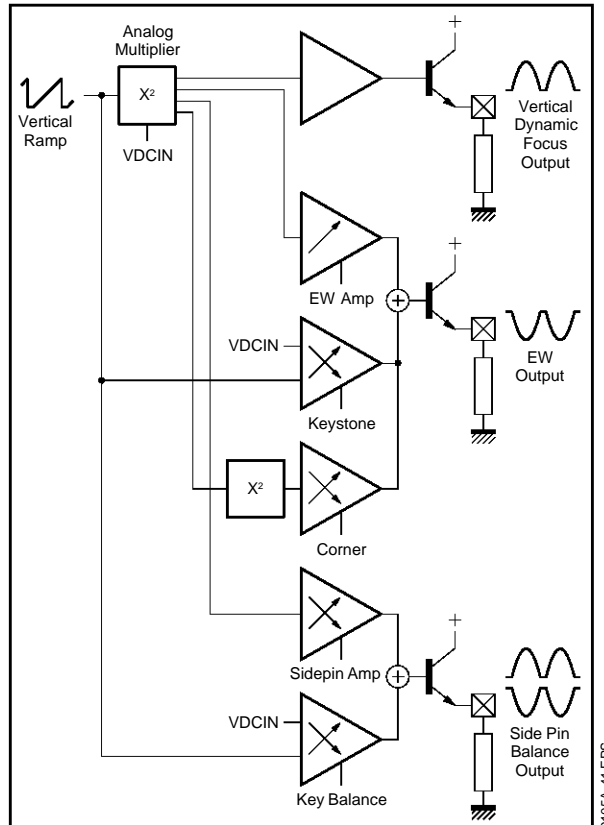 Analog
Multiplier
X²
Vertical
Ramp
VDCIN
+
Vertical
Dynamic
Focus
Output
EW Amp
+
+
EW
Output
VDCIN
Keystone
X²
Corner
Sidepin Amp
+
+
Side Pin
Balance
Output
VDCIN
Key Balance